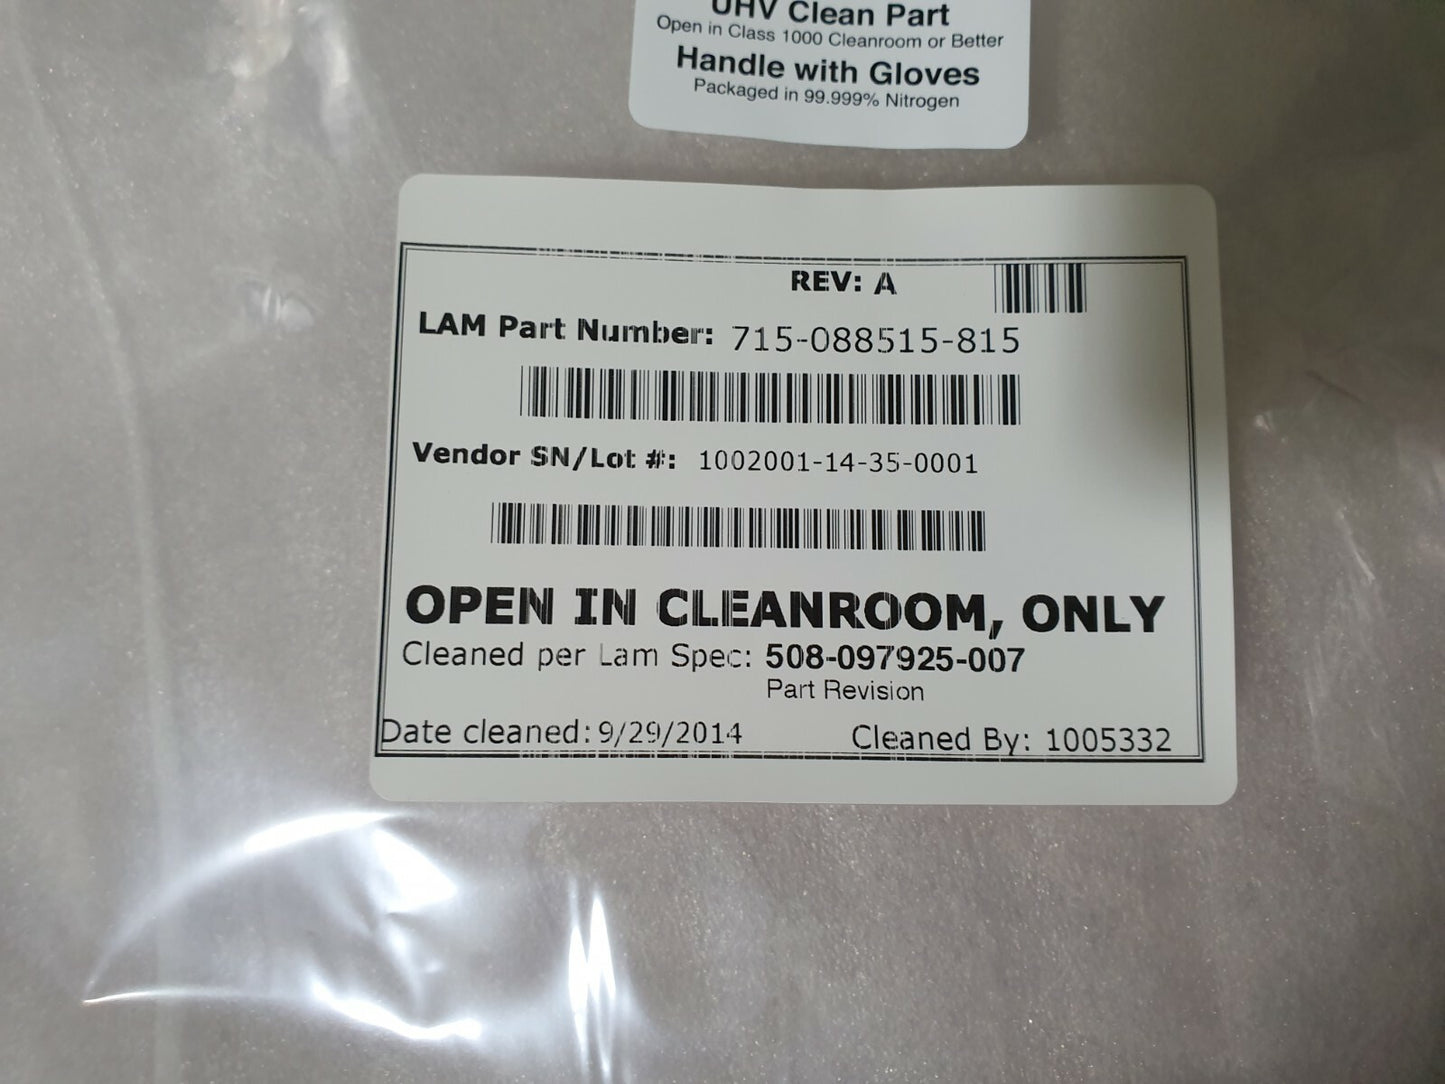 UHV Clean Part
Open in Class 1000 Cleanroom or Better
Handle with Gloves
Packaged in 99.999% Nitrogen
REV: A
LAM Part Number: 715-088515-815
Vendor SN/Lot #: 1002001-14-35-0001
OPEN IN CLEANROOM, ONLY
Cleaned per Lam Spec: 508-097925-007
Part Revision
Date cleaned: 9/29/2014 Cleaned By: 1005332